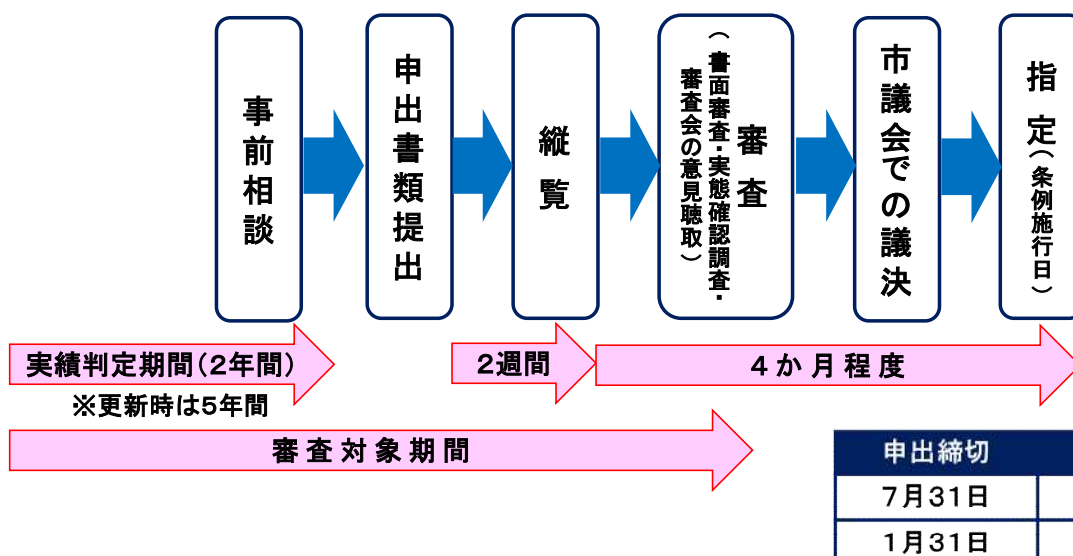 事前相談
申出書類提出
縦覧
審査
（書面審査・実態確認調査・
審査会の意見聴取）
市議会での議決
指定（条例施行日）
実績判定期間（２年間）
※更新時は５年間
２週間
４か月程度
審査対象期間
申出締切
７月３１日
１月３１日